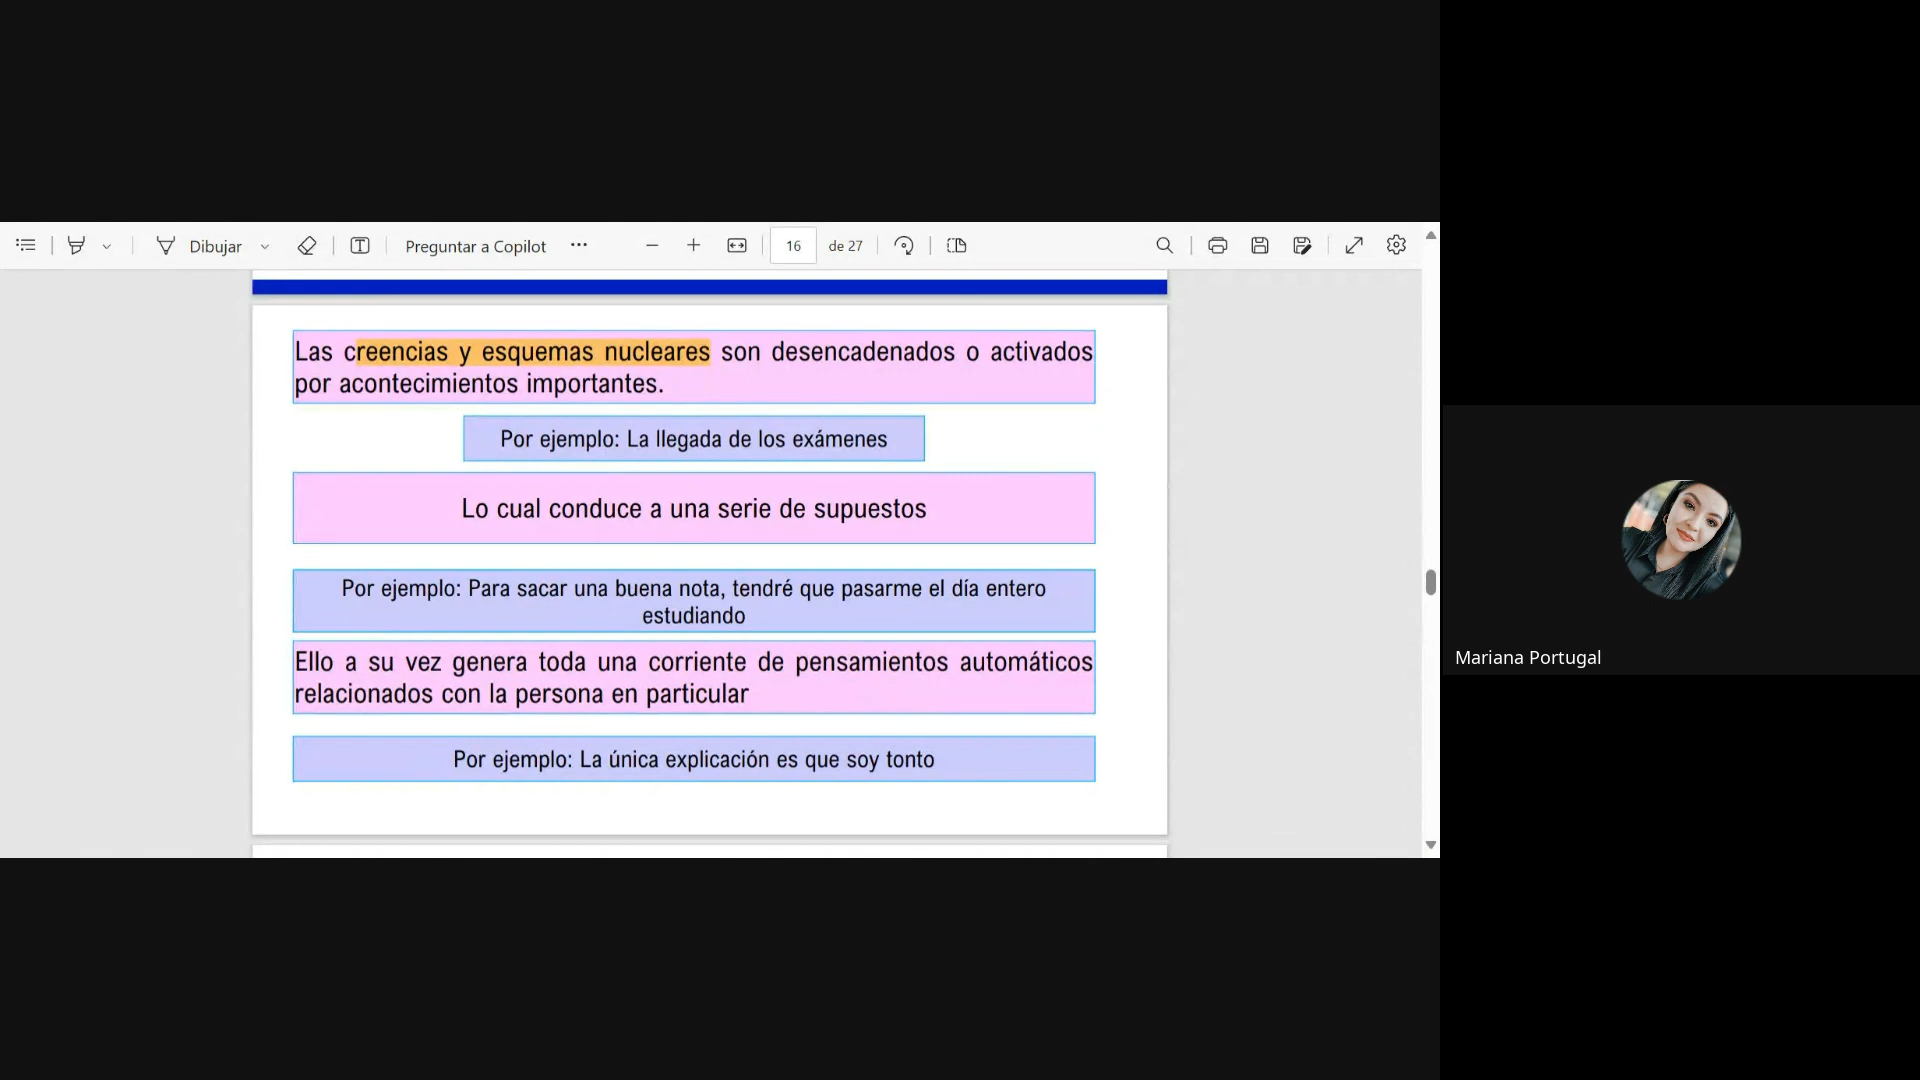 Dibujar
Preguntar a Copilot
16 de 27
Las creencias y esquemas nucleares son desencadenados o activados
por acontecimientos importantes.
Por ejemplo: La llegada de los exámenes
Lo cual conduce a una serie de supuestos
Por ejemplo: Para sacar una buena nota, tendré que pasarme el día entero
estudiando
Ello a su vez genera toda una corriente de pensamientos automáticos
relacionados con la persona en particular
Por ejemplo: La única explicación es que soy tonto
Mariana Portugal